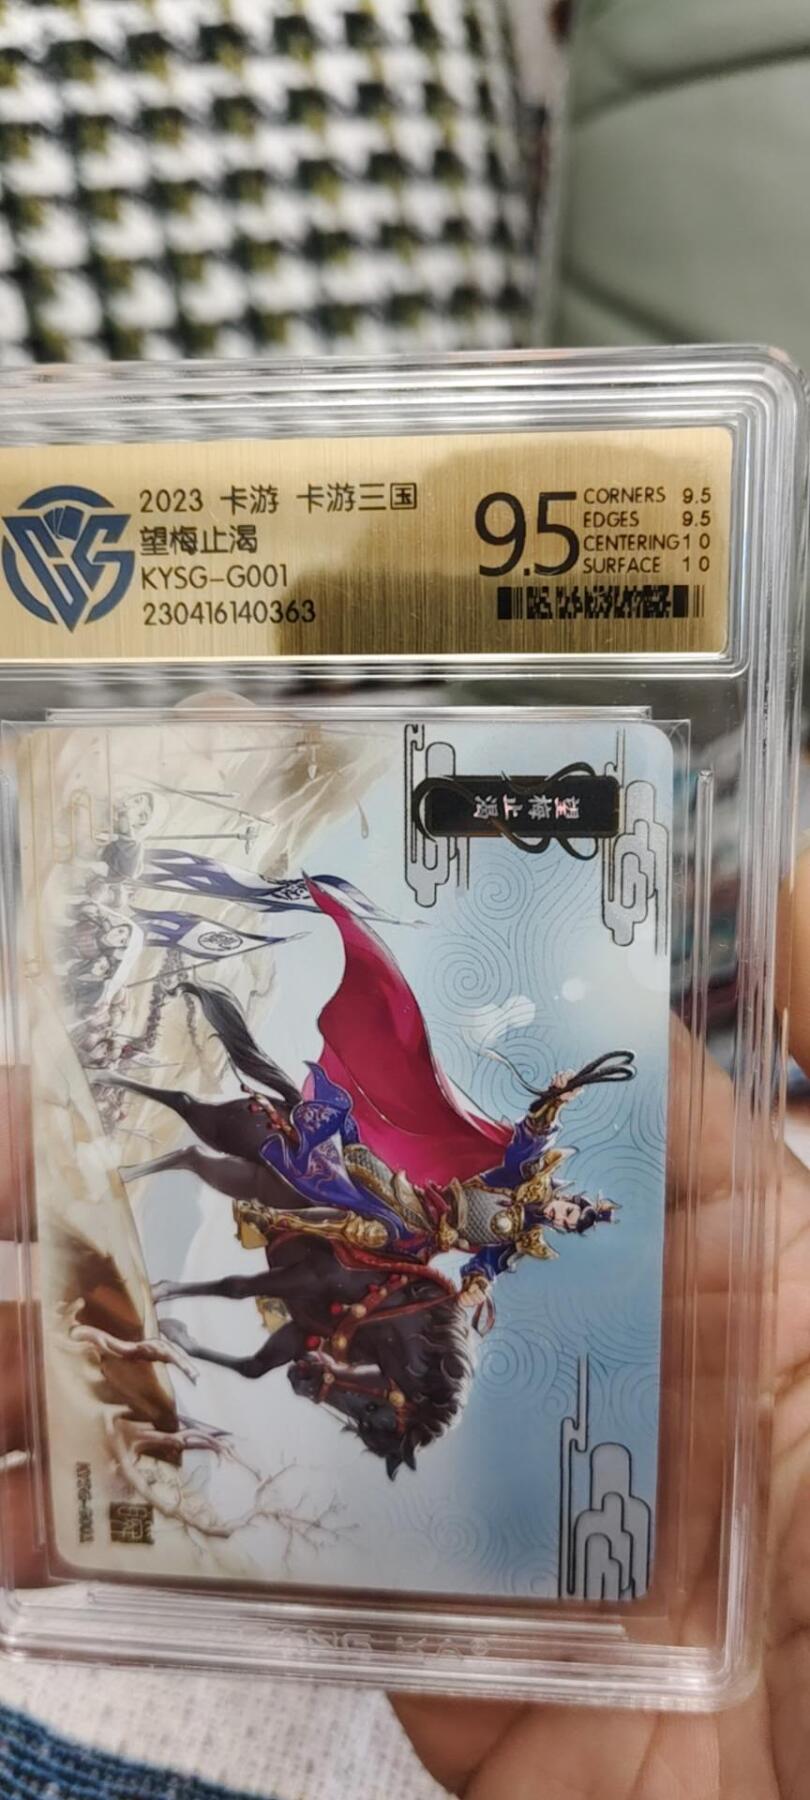 2023 卡游 卡游三国
望梅止渴
KYSG-G001
230416140363
9.5
CORNERS 9.5
EDGES 9.5
CENTERING 10
SURFACE 10
望梅止渴